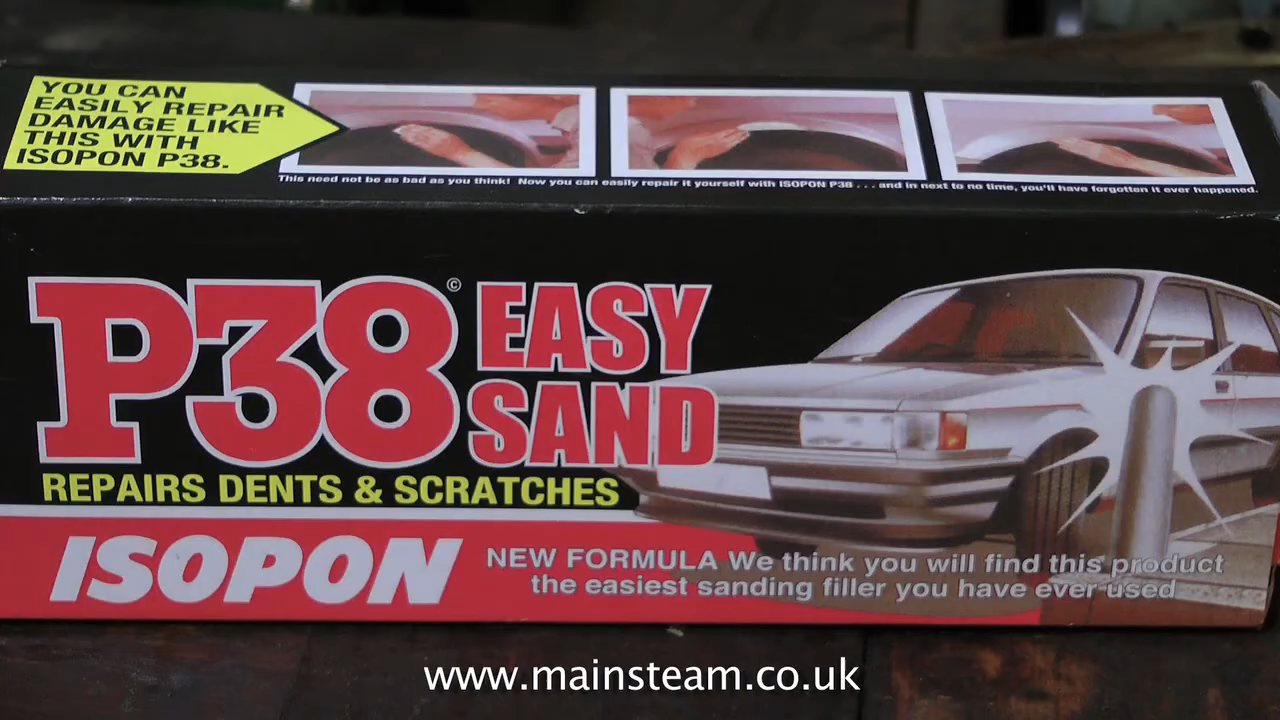 YOU CAN
EASILY REPAIR
DAMAGE LIKE
THIS WITH
ISOPON P38.
This need not be as bad as you think! Now you can easily repair it yourself with ISOPON P38 . . . and in next to no time, you'll have forgotten it ever happened.
P38© EASY
SAND
REPAIRS DENTS & SCRATCHES
ISOPON
NEW FORMULA We think you will find this product
the easiest sanding filler you have ever used
www.mainsteam.co.uk